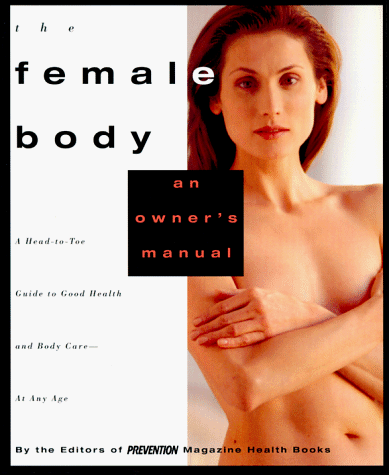 the
female
body
an
owner's
manual
A Head-to-Toe
Guide to Good Health
and Body Care—
At Any Age
By the Editors of PREVENTION Magazine Health Books